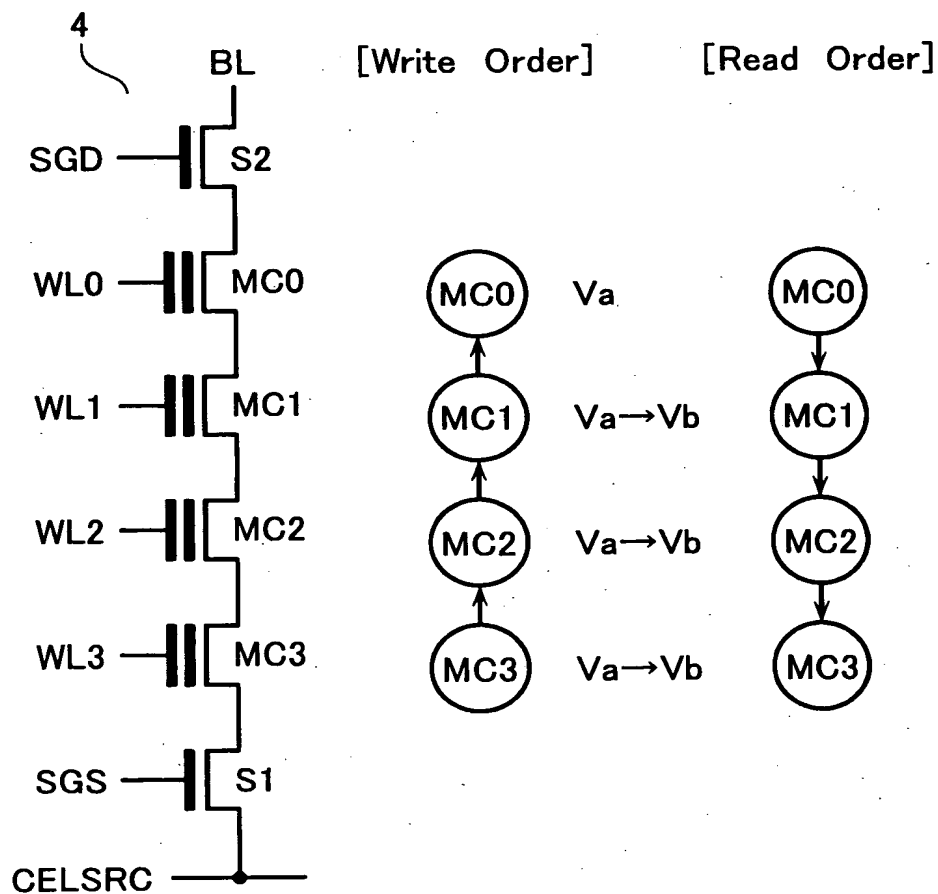 4
BL [Write Order] [Read Order]
SGD S2
WL0 MC0 MC0 Va MC0
WL1 MC1 MC1 Va→Vb MC1
WL2 MC2 MC2 Va→Vb MC2
WL3 MC3 MC3 Va→Vb MC3
SGS S1
CELSRC